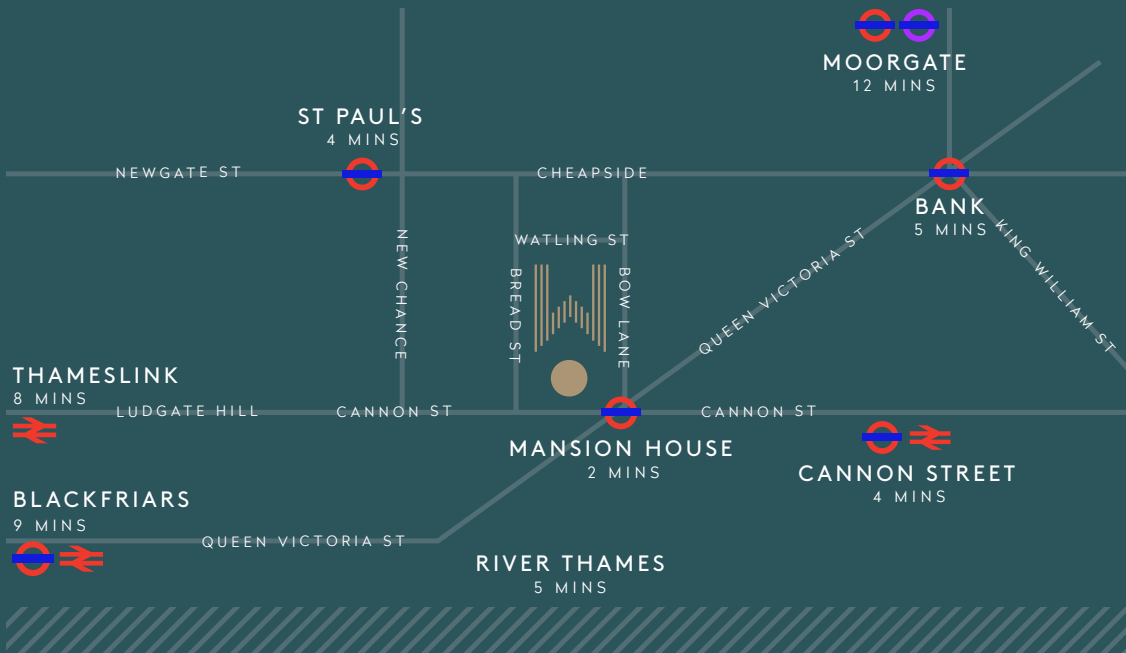 MOORGATE
12 MINS
ST PAUL'S
4 MINS
NEWGATE ST
CHEAPSIDE
BANK
5 MINS
KING WILLIAM ST
QUEEN VICTORIA ST
WATLING ST
NEW CHANCE
BREAD ST
BOW LANE
THAMESLINK
8 MINS
LUDGATE HILL
CANNON ST
CANNON ST
MANSION HOUSE
2 MINS
CANNON STREET
4 MINS
BLACKFRIARS
9 MINS
QUEEN VICTORIA ST
RIVER THAMES
5 MINS